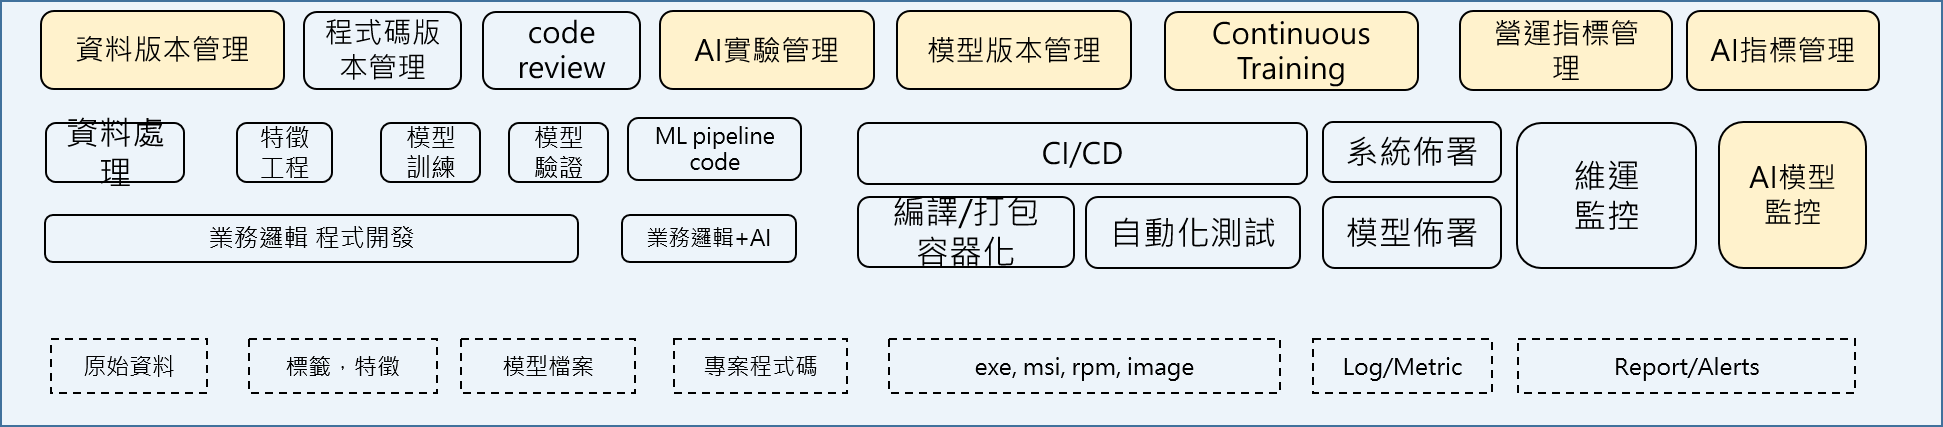 資料版本管理
程式碼版
本管理
code
review
AI實驗管理
模型版本管理
Continuous
Training
營運指標管
理
AI指標管理
資料處
理
特徵
工程
模型
訓練
模型
驗證
ML pipeline
code
CI/CD
系統佈署
維運
監控
AI模型
監控
業務邏輯 程式開發
業務邏輯+AI
編譯/打包
容器化
自動化測試
模型佈署
原始資料
標籤，特徵
模型檔案
專案程式碼
exe, msi, rpm, image
Log/Metric
Report/Alerts